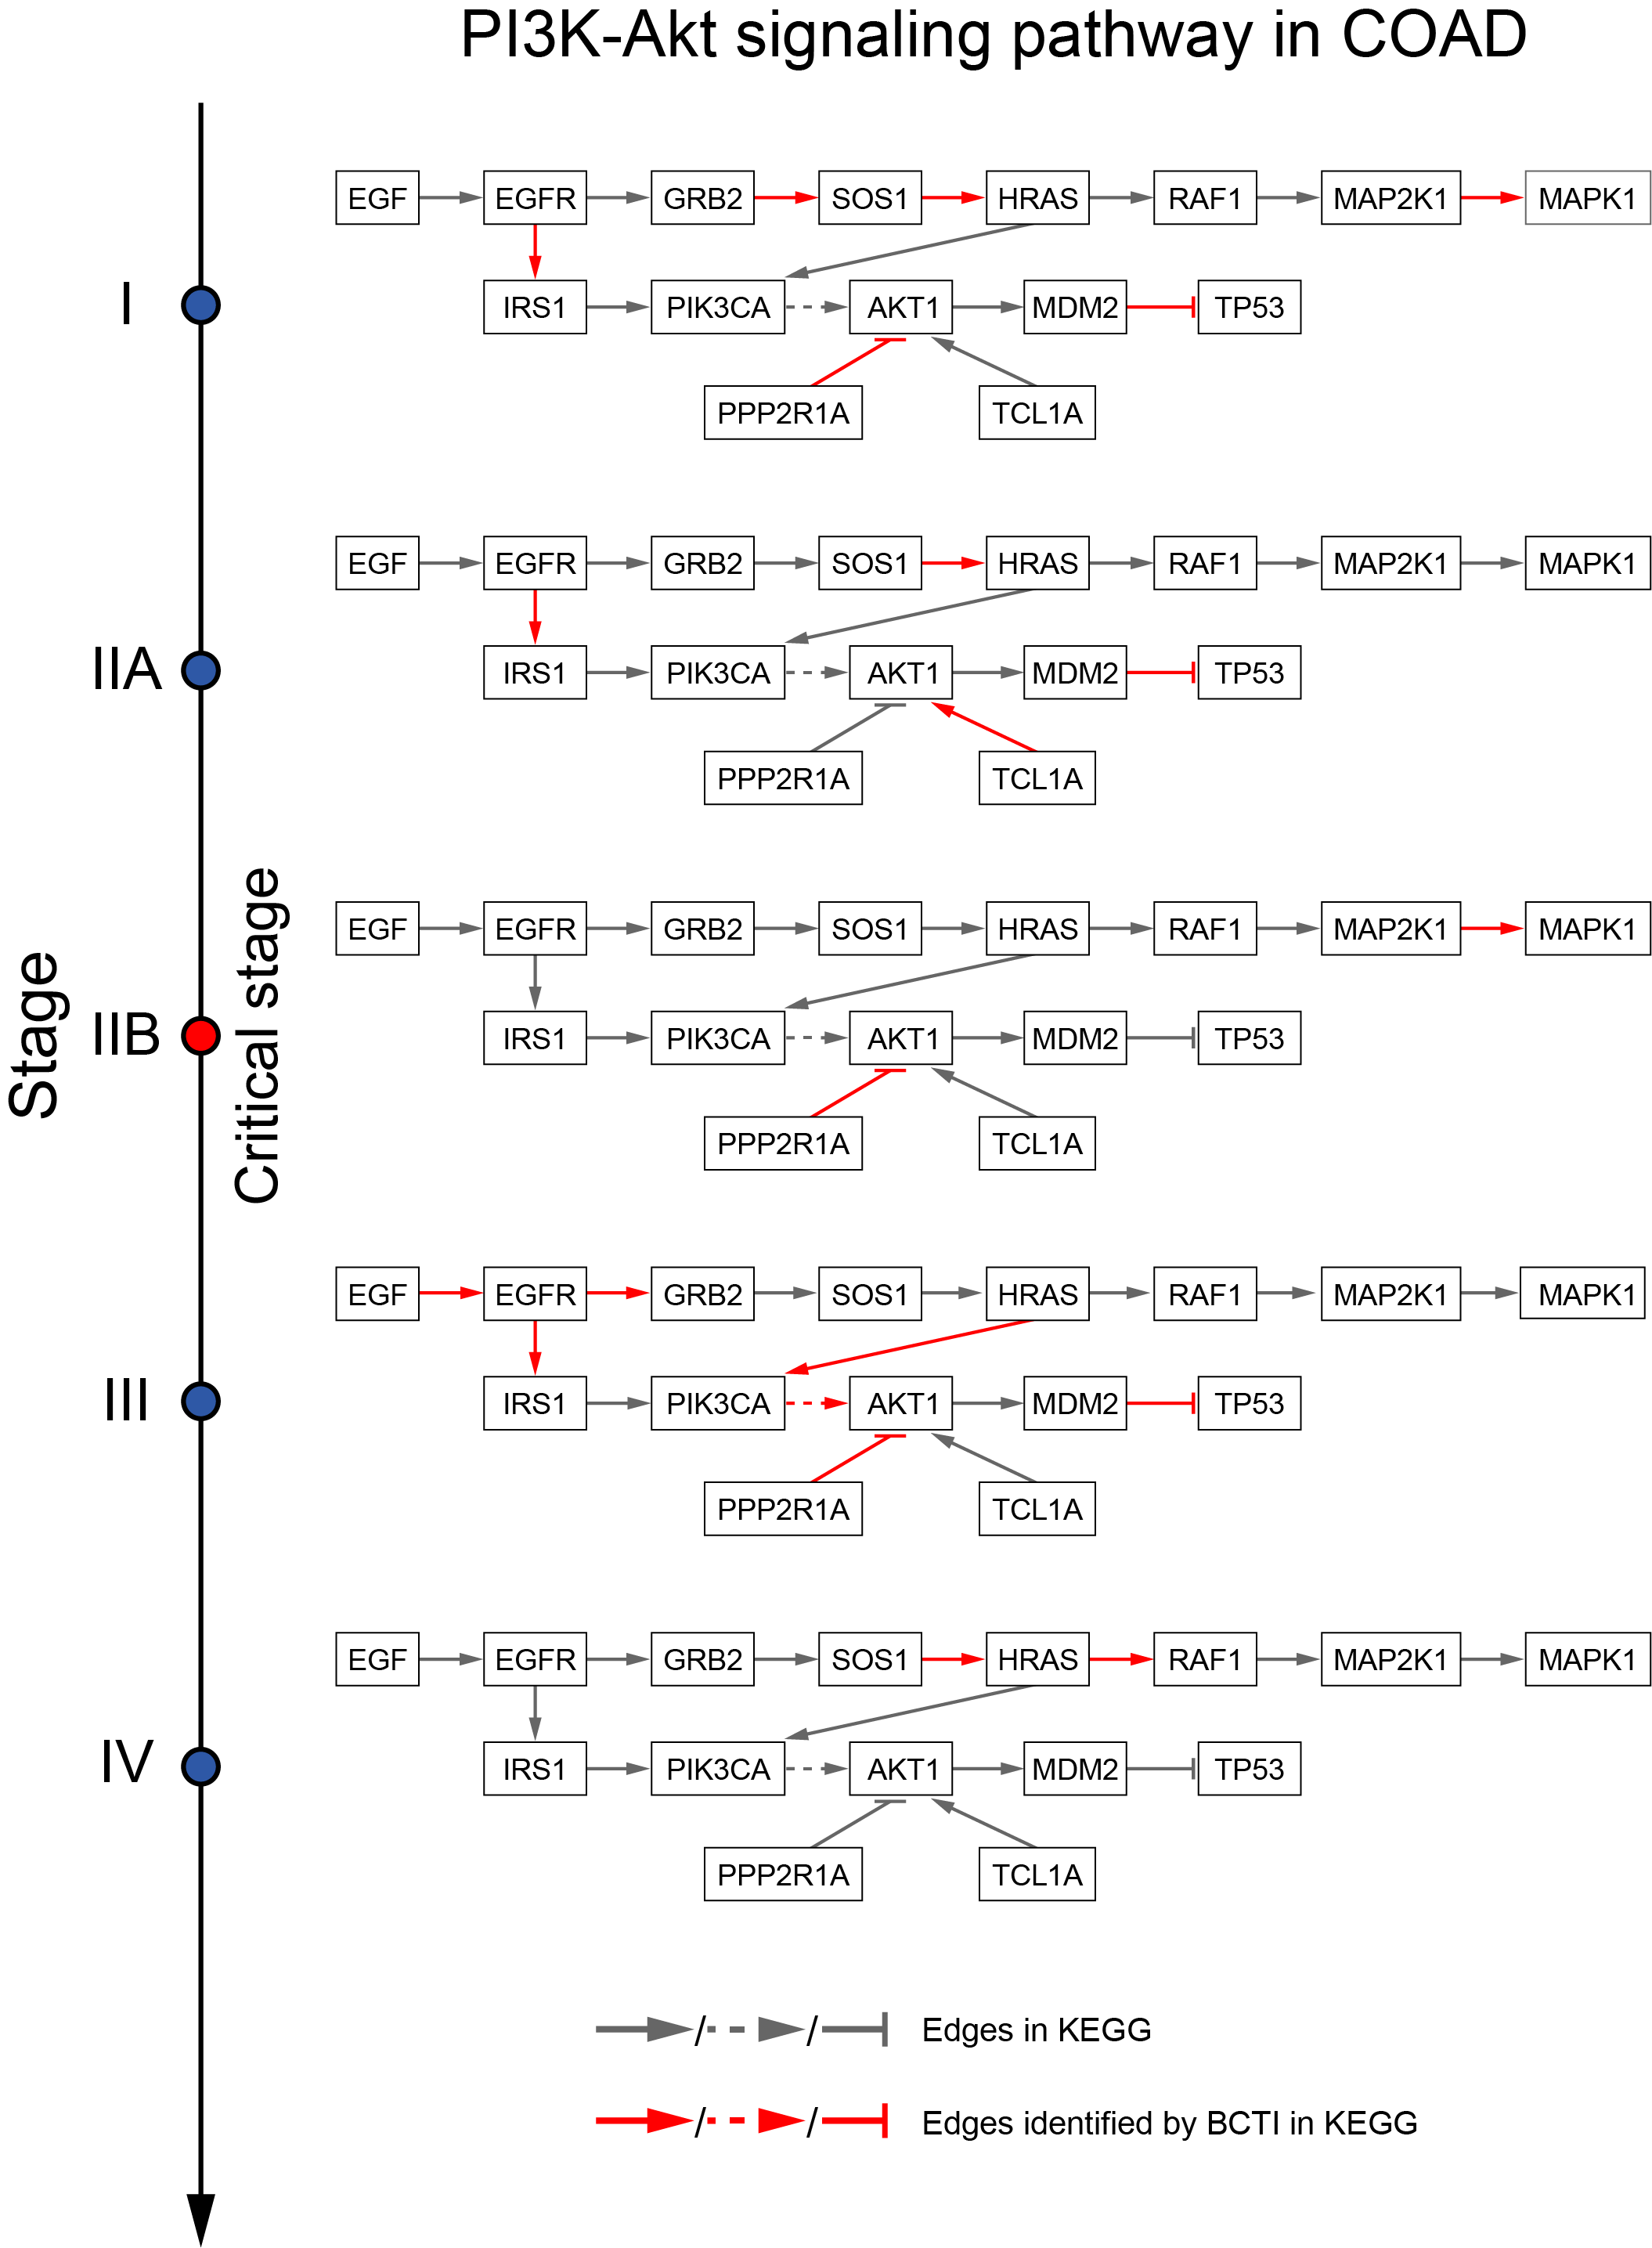 PI3K-Akt signaling pathway in COAD
Stage
Critical stage
I
EGF EGFR GRB2 SOS1 HRAS RAF1 MAP2K1 MAPK1
IRS1 PIK3CA AKT1 MDM2 TP53
PPP2R1A TCL1A
IIA
EGF EGFR GRB2 SOS1 HRAS RAF1 MAP2K1 MAPK1
IRS1 PIK3CA AKT1 MDM2 TP53
PPP2R1A TCL1A
IIB
EGF EGFR GRB2 SOS1 HRAS RAF1 MAP2K1 MAPK1
IRS1 PIK3CA AKT1 MDM2 TP53
PPP2R1A TCL1A
III
EGF EGFR GRB2 SOS1 HRAS RAF1 MAP2K1 MAPK1
IRS1 PIK3CA AKT1 MDM2 TP53
PPP2R1A TCL1A
IV
EGF EGFR GRB2 SOS1 HRAS RAF1 MAP2K1 MAPK1
IRS1 PIK3CA AKT1 MDM2 TP53
PPP2R1A TCL1A
/ / Edges in KEGG
/ / Edges identified by BCTI in KEGG